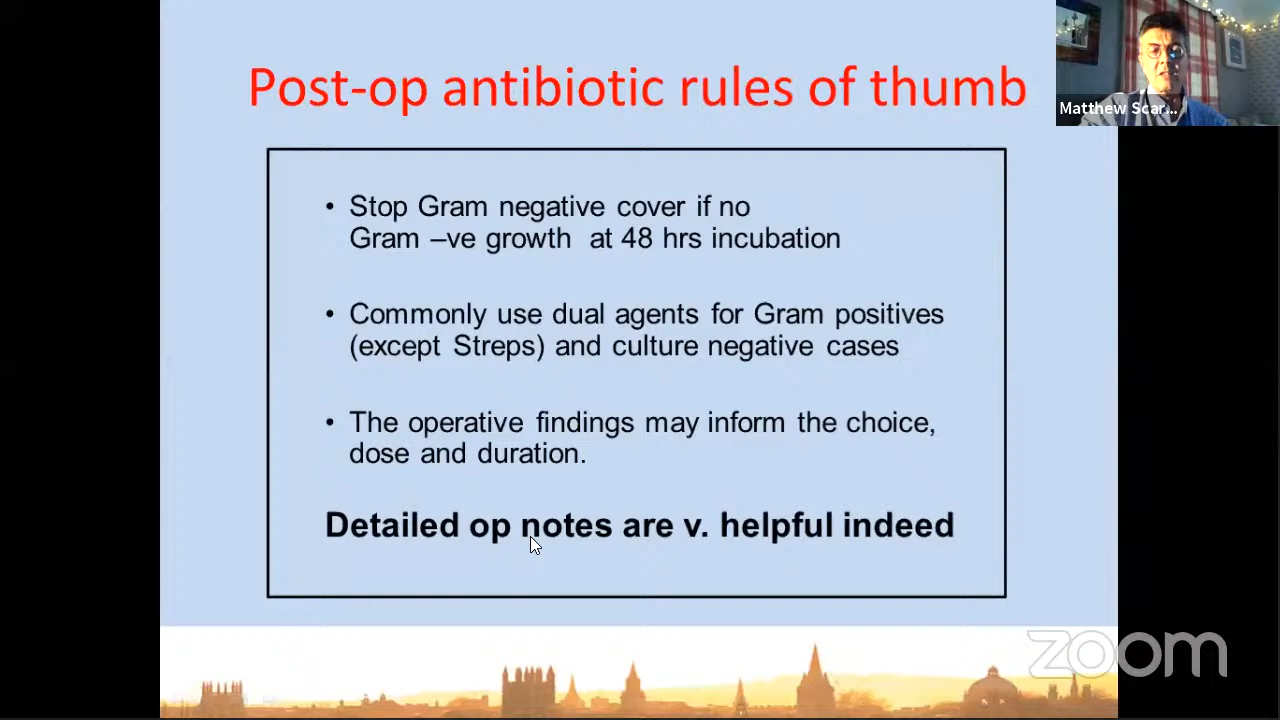 Post-op antibiotic rules of thumb
Matthew Scar...
• Stop Gram negative cover if no
Gram –ve growth at 48 hrs incubation
• Commonly use dual agents for Gram positives
(except Streps) and culture negative cases
• The operative findings may inform the choice,
dose and duration.
Detailed op notes are v. helpful indeed
zoom